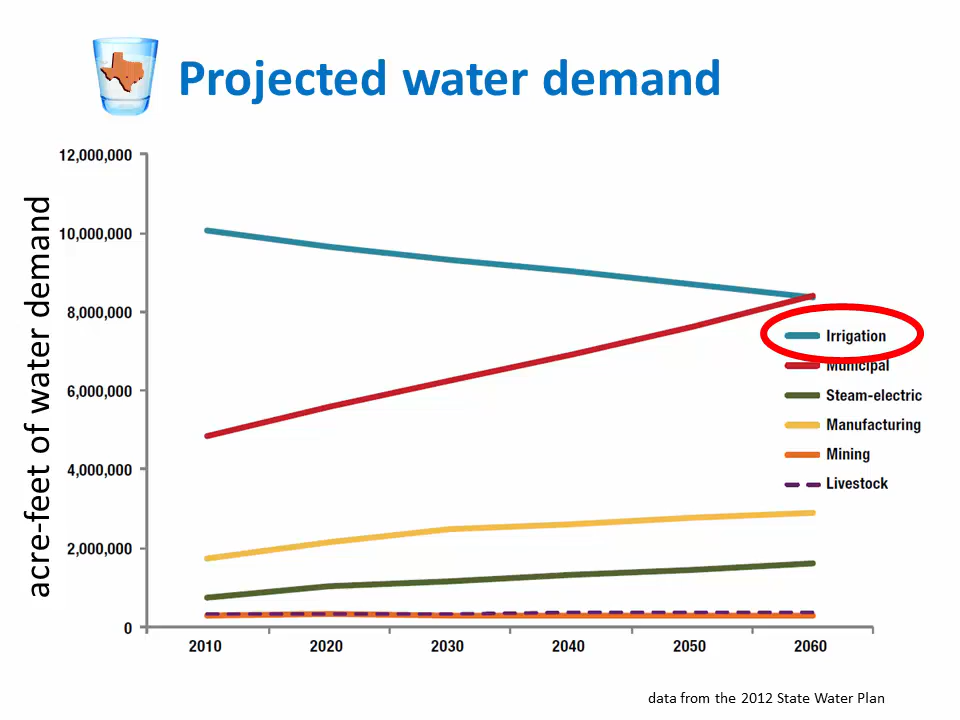 Projected water demand
acre-feet of water demand
12,000,000
10,000,000
8,000,000
6,000,000
4,000,000
2,000,000
0
2010 2020 2030 2040 2050 2060
Irrigation
Municipal
Steam-electric
Manufacturing
Mining
Livestock
data from the 2012 State Water Plan